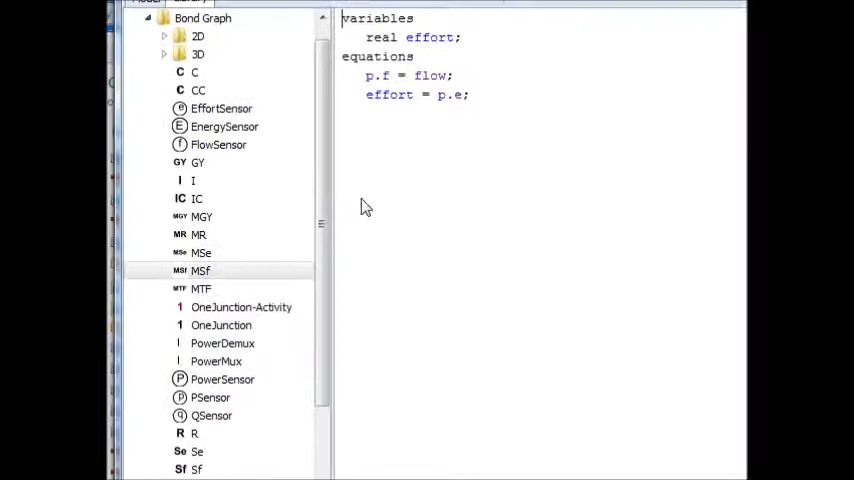 Library
Bond Graph
2D
3D
C C
C CC
e EffortSensor
E EnergySensor
f FlowSensor
GY GY
I I
IC IC
MGY MGY
MR MR
MSe MSe
MSf MSf
MTF MTF
1 OneJunction-Activity
1 OneJunction
PowerDemux
PowerMux
P PowerSensor
p PSensor
q QSensor
R R
Se Se
Sf Sf
variables
real effort;
equations
p.f = flow;
effort = p.e;